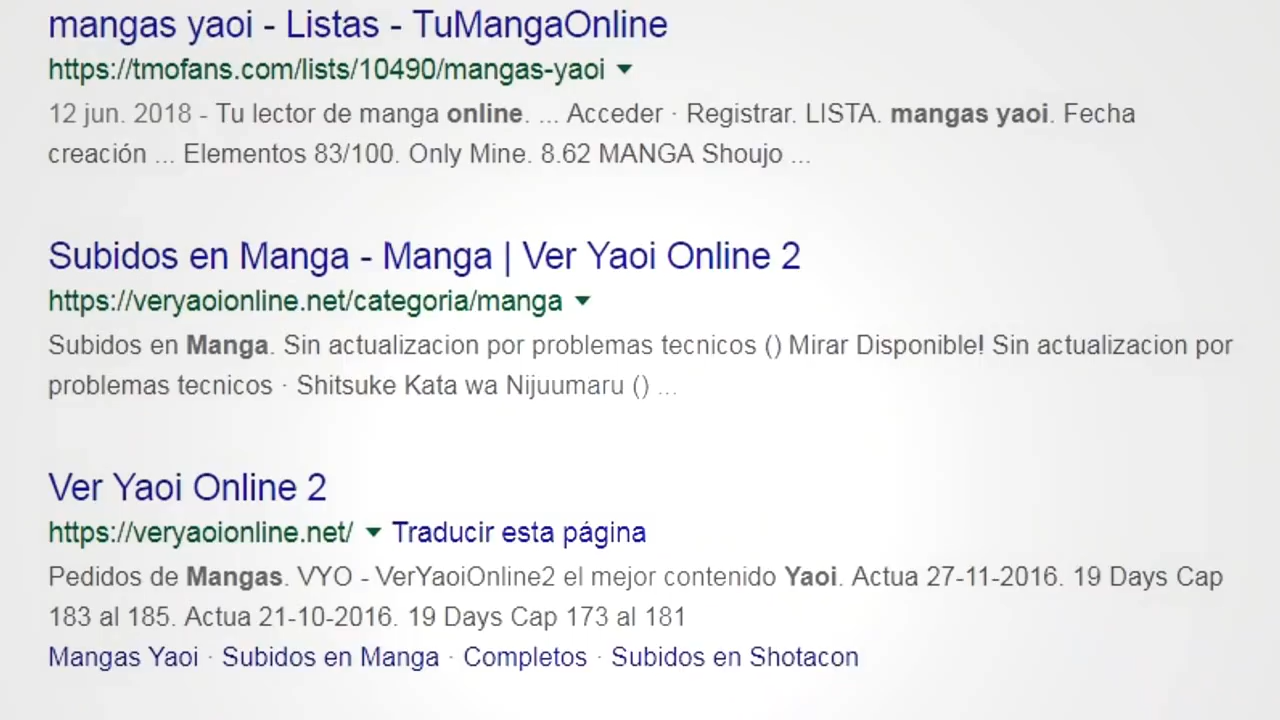 mangas yaoi - Listas - TuMangaOnline
https://tmofans.com/lists/10490/mangas-yaoi
12 jun. 2018 - Tu lector de manga online. ... Acceder · Registrar. LISTA. mangas yaoi. Fecha
creación ... Elementos 83/100. Only Mine. 8.62 MANGA Shoujo ...
Subidos en Manga - Manga | Ver Yaoi Online 2
https://veryaoionline.net/categoria/manga
Subidos en Manga. Sin actualizacion por problemas tecnicos () Mirar Disponible! Sin actualizacion por
problemas tecnicos · Shitsuke Kata wa Nijuumaru () ...
Ver Yaoi Online 2
https://veryaoionline.net/ Traducir esta página
Pedidos de Mangas. VYO - VerYaoiOnline2 el mejor contenido Yaoi. Actua 27-11-2016. 19 Days Cap
183 al 185. Actua 21-10-2016. 19 Days Cap 173 al 181
Mangas Yaoi · Subidos en Manga · Completos · Subidos en Shotacon